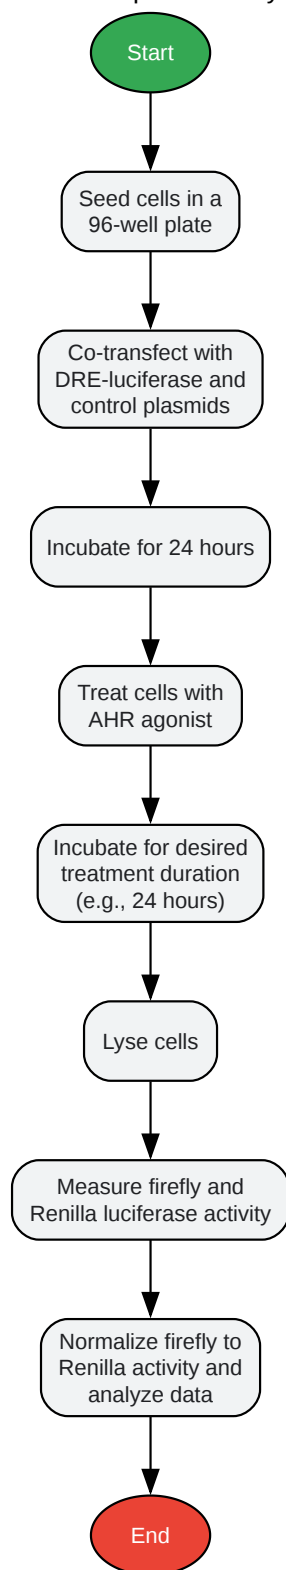 Start
Seed cells in a
96-well plate
Co-transfect with
DRE-luciferase and
control plasmids
Incubate for 24 hours
Treat cells with
AHR agonist
Incubate for desired
treatment duration
(e.g., 24 hours)
Lyse cells
Measure firefly and
Renilla luciferase activity
Normalize firefly to
Renilla activity and
analyze data
End